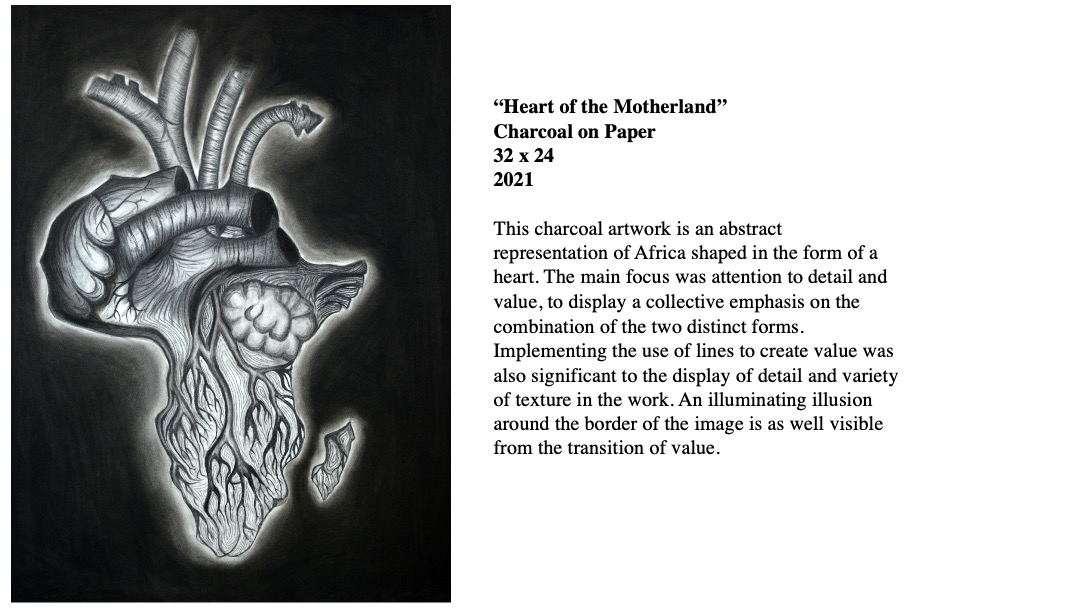 “Heart of the Motherland”
Charcoal on Paper
32 x 24
2021
This charcoal artwork is an abstract
representation of Africa shaped in the form of a
heart. The main focus was attention to detail and
value, to display a collective emphasis on the
combination of the two distinct forms.
Implementing the use of lines to create value was
also significant to the display of detail and variety
of texture in the work. An illuminating illusion
around the border of the image is as well visible
from the transition of value.